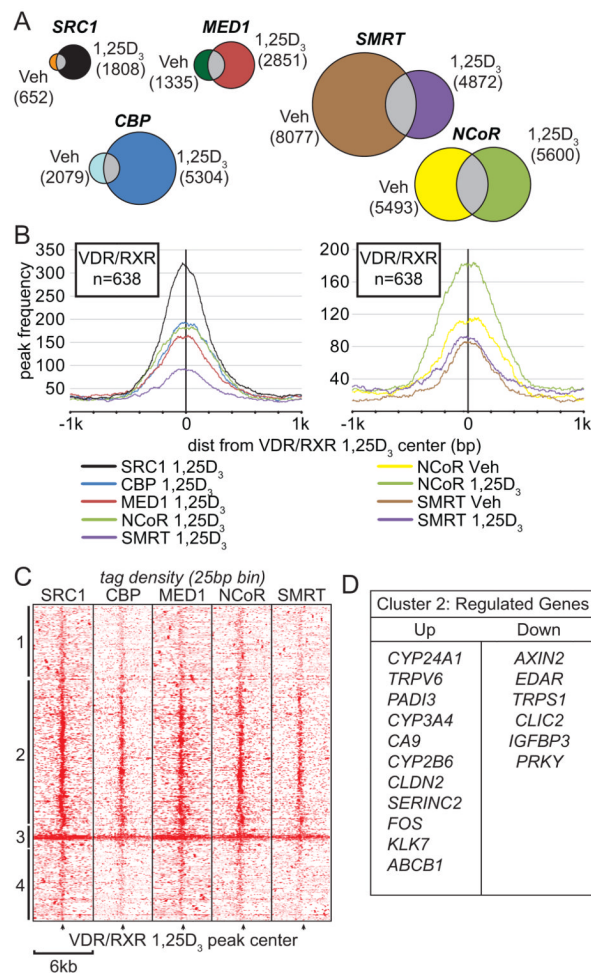 A
SRC1
1,25D3
(1808)
Veh
(652)
MED1
1,25D3
(2851)
Veh
(1335)
SMRT
1,25D3
(4872)
Veh
(8077)
CBP
Veh
(2079)
1,25D3
(5304)
NCoR
1,25D3
(5600)
Veh
(5493)
B
peak frequency
350
300
250
200
150
100
50
VDR/RXR
n=638
-1k
0
1k
200
160
120
80
40
VDR/RXR
n=638
-1k
0
1k
dist from VDR/RXR 1,25D3 center (bp)
SRC1 1,25D3
CBP 1,25D3
MED1 1,25D3
NCoR 1,25D3
SMRT 1,25D3
NCoR Veh
NCoR 1,25D3
SMRT Veh
SMRT 1,25D3
C
tag density (25bp bin)
SRC1 CBP MED1 NCoR SMRT
1
2
3
4
VDR/RXR 1,25D3 peak center
6kb
D
Cluster 2: Regulated Genes
Up Down
CYP24A1 AXIN2
TRPV6 EDAR
PADI3 TRPS1
CYP3A4 CLIC2
CA9 IGFBP3
CYP2B6 PRKY
CLDN2
SERINC2
FOS
KLK7
ABCB1